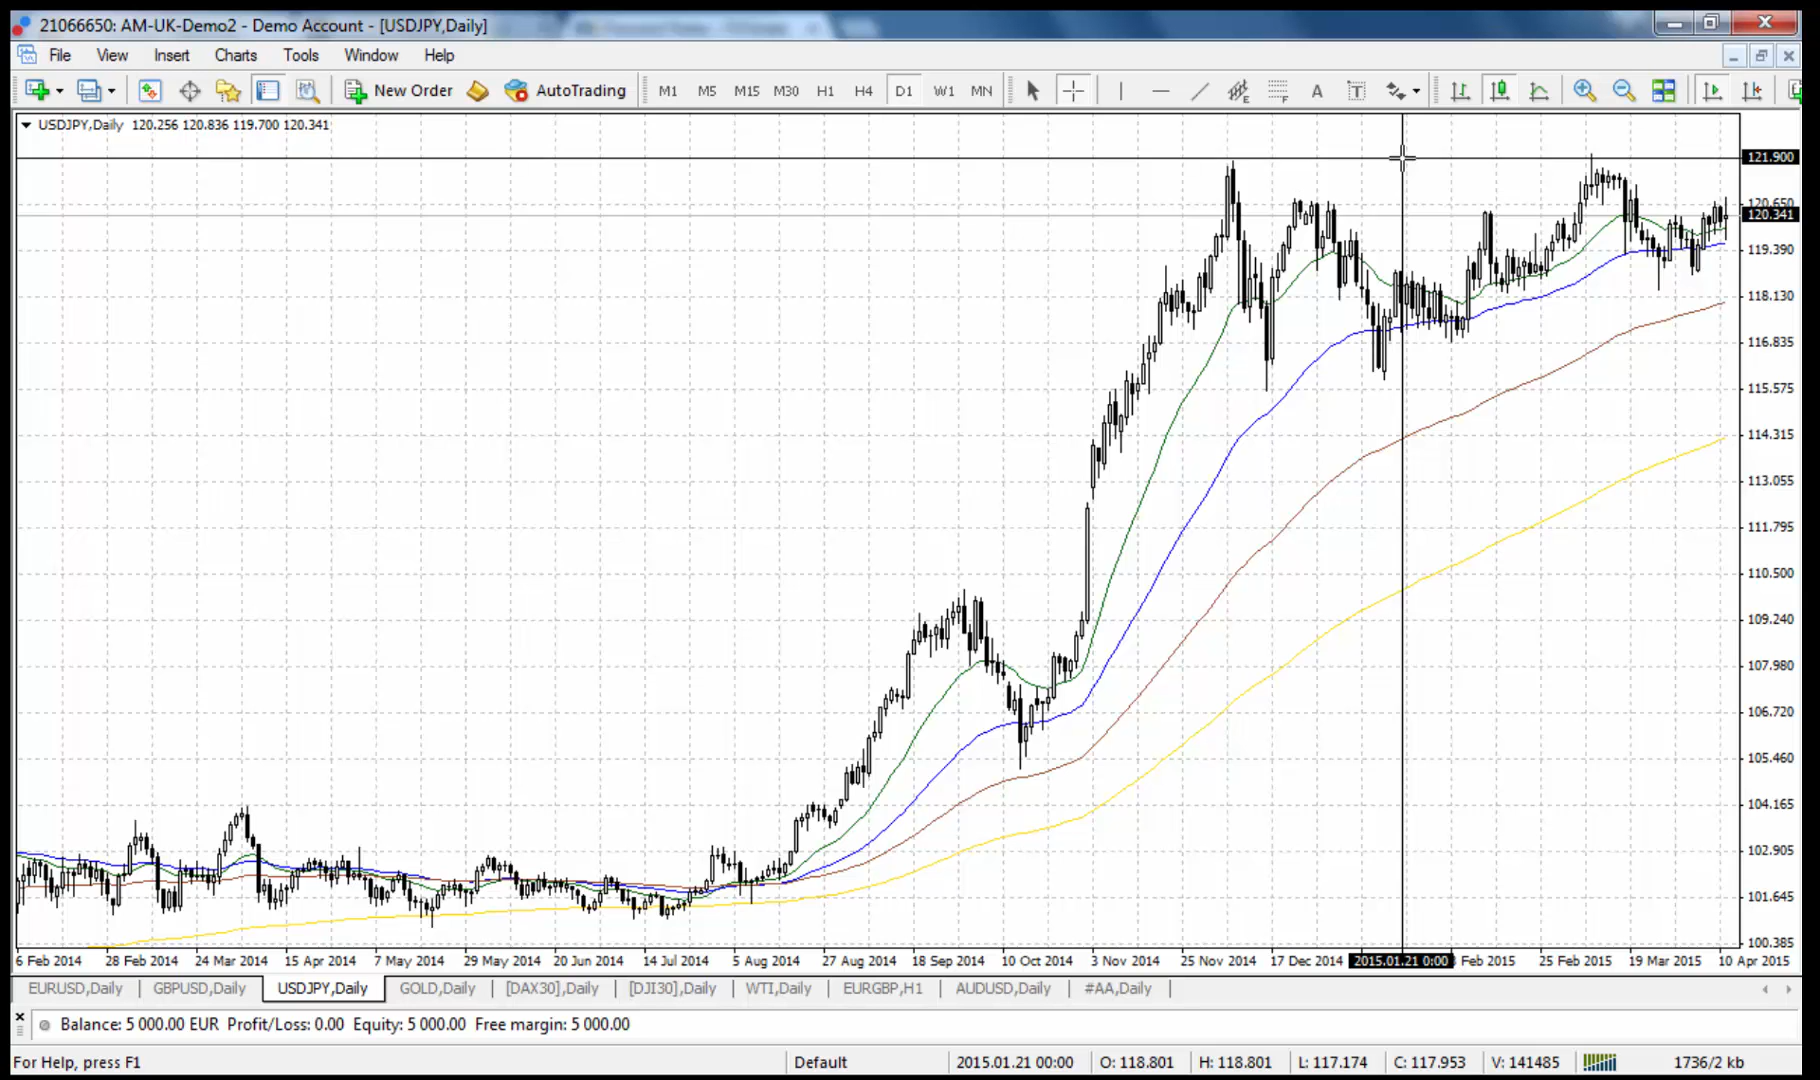 21066650: AM-UK-Demo2 - Demo Account - [USDJPY,Daily]
File View Insert Charts Tools Window Help
New Order AutoTrading M1 M5 M15 M30 H1 H4 D1 W1 MN E F A T
USDJPY,Daily 120.256 120.836 119.700 120.341
121.900
120.650
120.341
119.390
118.130
116.835
115.575
114.315
113.055
111.795
110.500
109.240
107.980
106.720
105.460
104.165
102.905
101.645
100.385
6 Feb 2014 28 Feb 2014 24 Mar 2014 15 Apr 2014 7 May 2014 29 May 2014 20 Jun 2014 14 Jul 2014 5 Aug 2014 27 Aug 2014 18 Sep 2014 10 Oct 2014 3 Nov 2014 25 Nov 2014 17 Dec 2014 2015.01.21 0:00 Feb 2015 25 Feb 2015 19 Mar 2015 10 Apr 2015
EURUSD,Daily GBPUSD,Daily USDJPY,Daily GOLD,Daily [DAX30],Daily [DJI30],Daily WTI,Daily EURGBP,H1 AUDUSD,Daily #AA,Daily
Balance: 5 000.00 EUR Profit/Loss: 0.00 Equity: 5 000.00 Free margin: 5 000.00
For Help, press F1 Default 2015.01.21 00:00 O: 118.801 H: 118.801 L: 117.174 C: 117.953 V: 141485 1736/2 kb